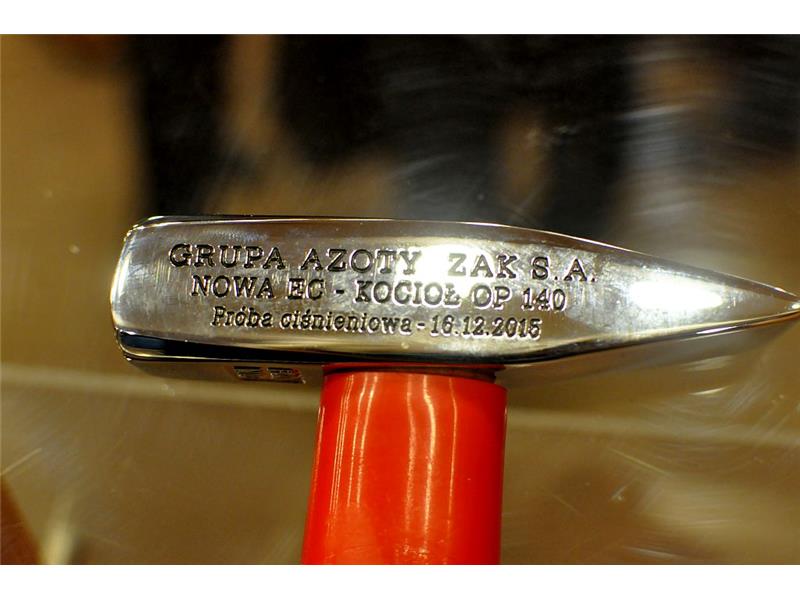 GRUPA AZOTY ZAK S.A.
NOWA EC - KOCIOŁ OP 140
Próba ciśnieniowa - 16.12.2015